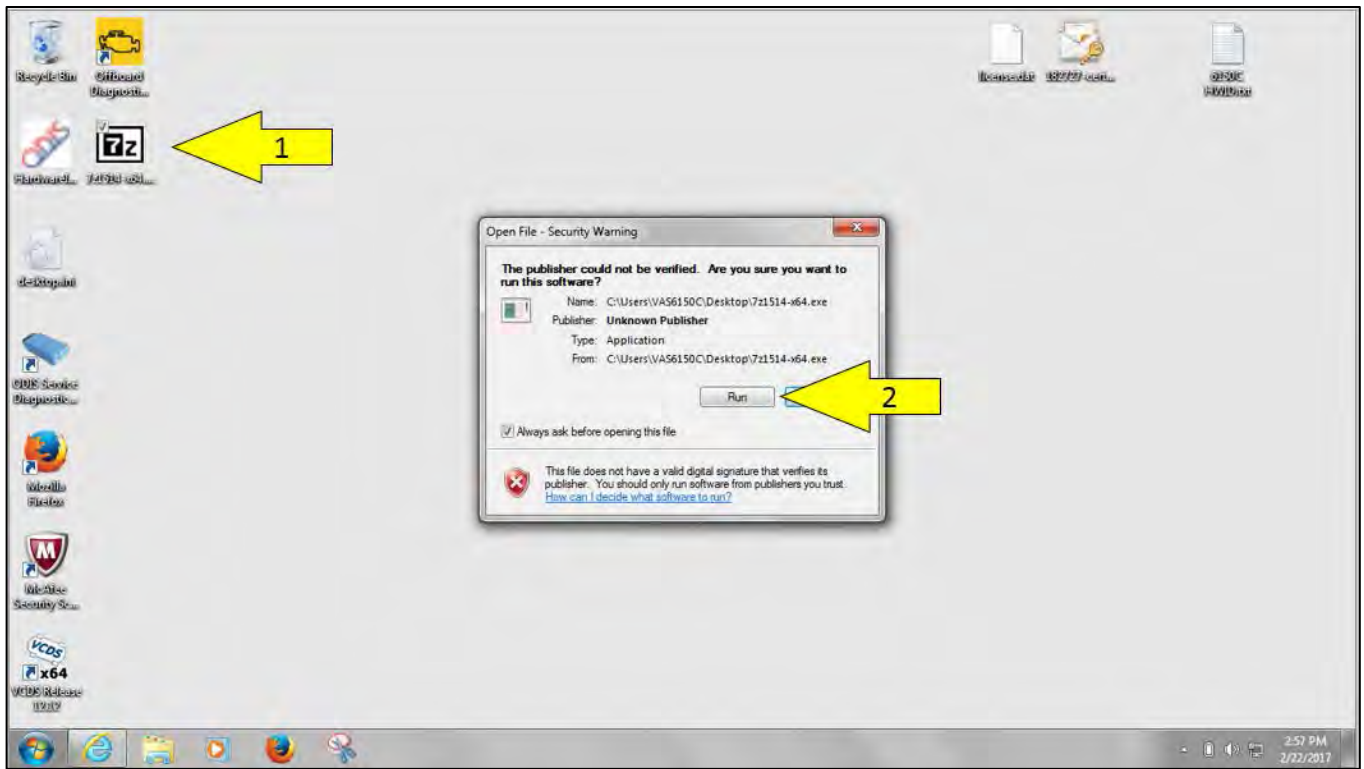 Recycle Bin
Offboard
Diagnosti...
license.dat
182727-cert...
6150C
HWIDtxt
7z
1
Hardwarel...
7z1514-x64...
desktop.ini
Open File - Security Warning
The publisher could not be verified. Are you sure you want to
run this software?
Name: C:\Users\VAS6150C\Desktop\7z1514-x64.exe
Publisher: Unknown Publisher
Type: Application
From: C:\Users\VAS6150C\Desktop\7z1514-x64.exe
Run
2
Always ask before opening this file
This file does not have a valid digital signature that verifies its
publisher. You should only run software from publishers you trust.
How can I decide what software to run?
ODIS Service
Diagnostic...
Mozilla
Firefox
M
McAfee
Security Sc...
VCDS
x64
VCDS Release
2:57 PM
2/22/2017